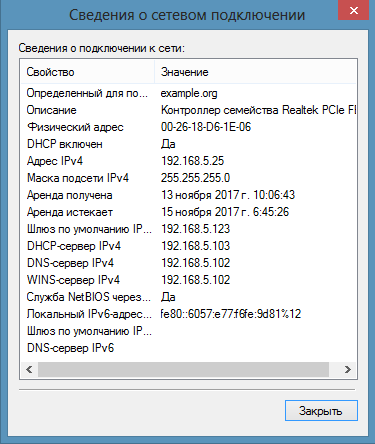 Сведения о сетевом подключении
Сведения о подключении к сети:
Свойство Значение
Определенный для по... example.org
Описание Контроллер семейства Realtek PCIe FI
Физический адрес 00-26-18-D6-1E-06
DHCP включен Да
Адрес IPv4 192.168.5.25
Маска подсети IPv4 255.255.255.0
Аренда получена 13 ноября 2017 г. 10:06:43
Аренда истекает 15 ноября 2017 г. 6:45:26
Шлюз по умолчанию IP... 192.168.5.123
DHCP-сервер IPv4 192.168.5.103
DNS-сервер IPv4 192.168.5.102
WINS-сервер IPv4 192.168.5.102
Служба NetBIOS через... Да
Локальный IPv6-адрес... fe80::6057:e77f6fe:9d81%12
Шлюз по умолчанию IP...
DNS-сервер IPv6
Закрыть